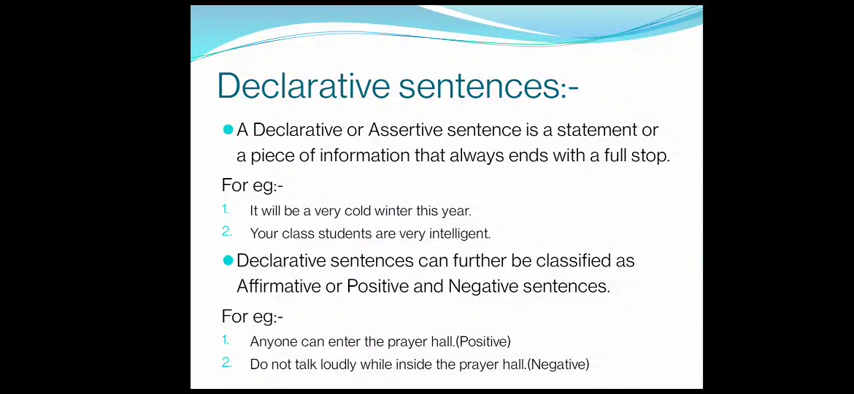 Declarative sentences:-
A Declarative or Assertive sentence is a statement or
a piece of information that always ends with a full stop.
For eg:-
1. It will be a very cold winter this year.
2. Your class students are very intelligent.
Declarative sentences can further be classified as
Affirmative or Positive and Negative sentences.
For eg:-
1. Anyone can enter the prayer hall.(Positive)
2. Do not talk loudly while inside the prayer hall.(Negative)